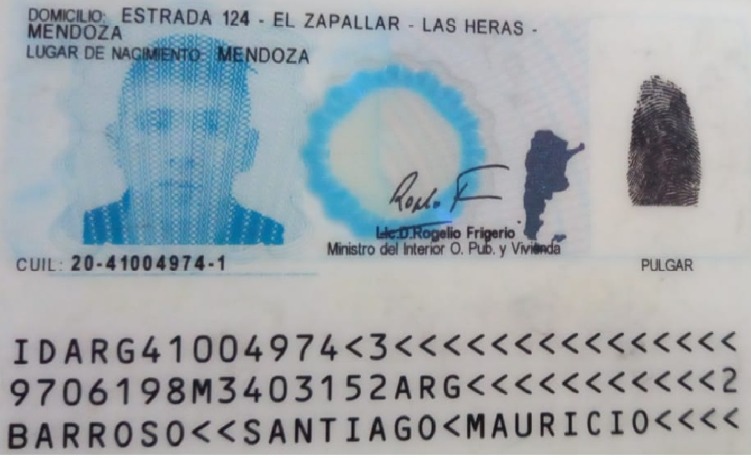 DOMICILIO: ESTRADA 124 - EL ZAPALLAR - LAS HERAS -
MENDOZA
LUGAR DE NACIMIENTO: MENDOZA
Lic.D.Rogelio Frigerio
Ministro del Interior O. Pub. y Vivienda
CUIL: 20-41004974-1
PULGAR
IDARG41004974<3<<<<<<<<<<<<<<<
9706198M3403152ARG<<<<<<<<<<<2
BARROSO<<SANTIAGO<MAURICIO<<<<